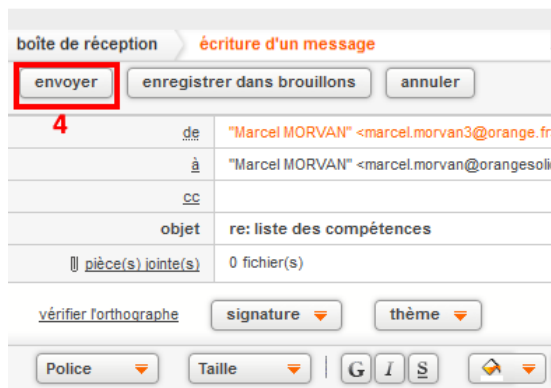 boîte de réception écriture d'un message
envoyer enregistrer dans brouillons annuler
4
de "Marcel MORVAN" <marcel.morvan3@orange.fr
à "Marcel MORVAN" <marcel.morvan@orangesoli
cc
objet re: liste des compétences
pièce(s) jointe(s) 0 fichier(s)
vérifier l'orthographe signature thème
Police Taille G I S